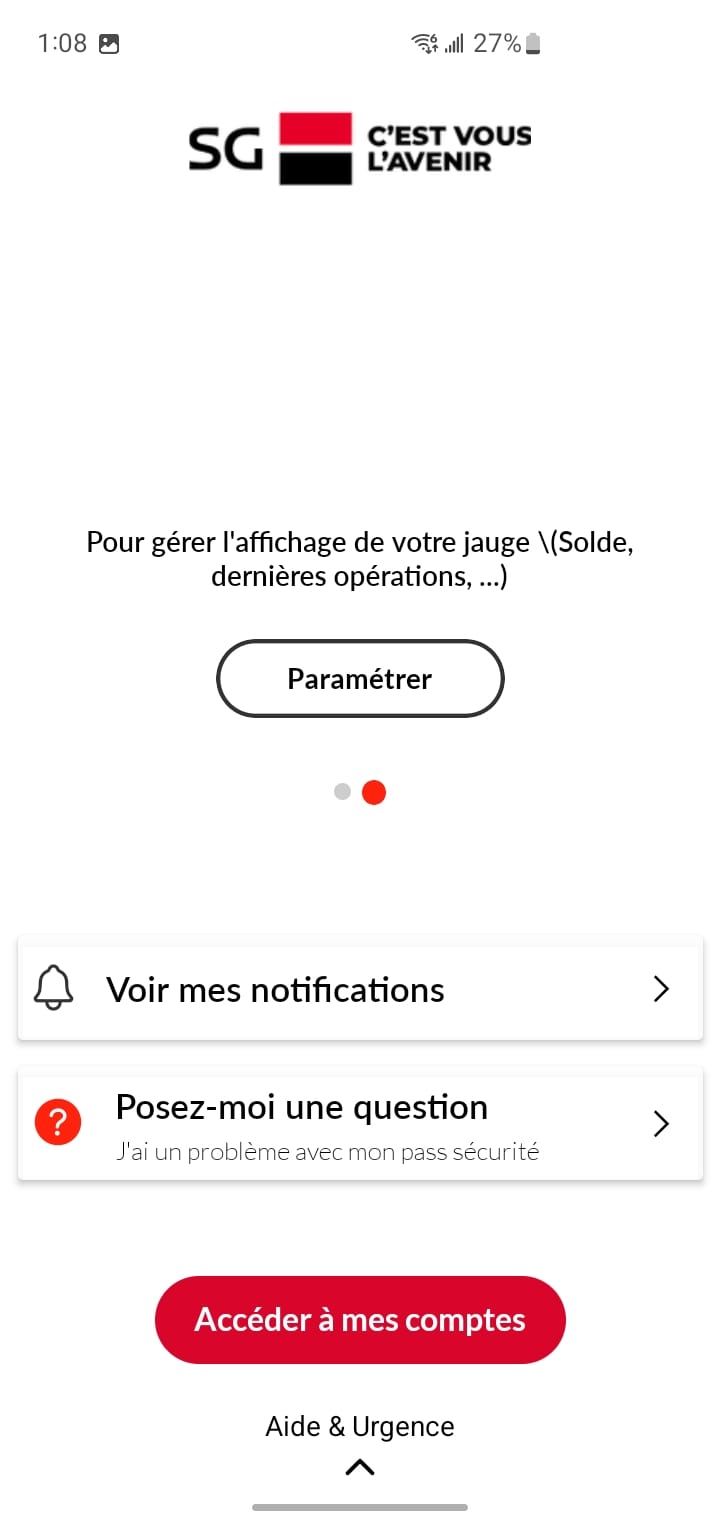 1:08
27%
SG
C'EST VOUS
L'AVENIR
Pour gérer l'affichage de votre jauge \(Solde,
dernières opérations, ...)
Paramétrer
Voir mes notifications
?
Posez-moi une question
J'ai un problème avec mon pass sécurité
Accéder à mes comptes
Aide & Urgence